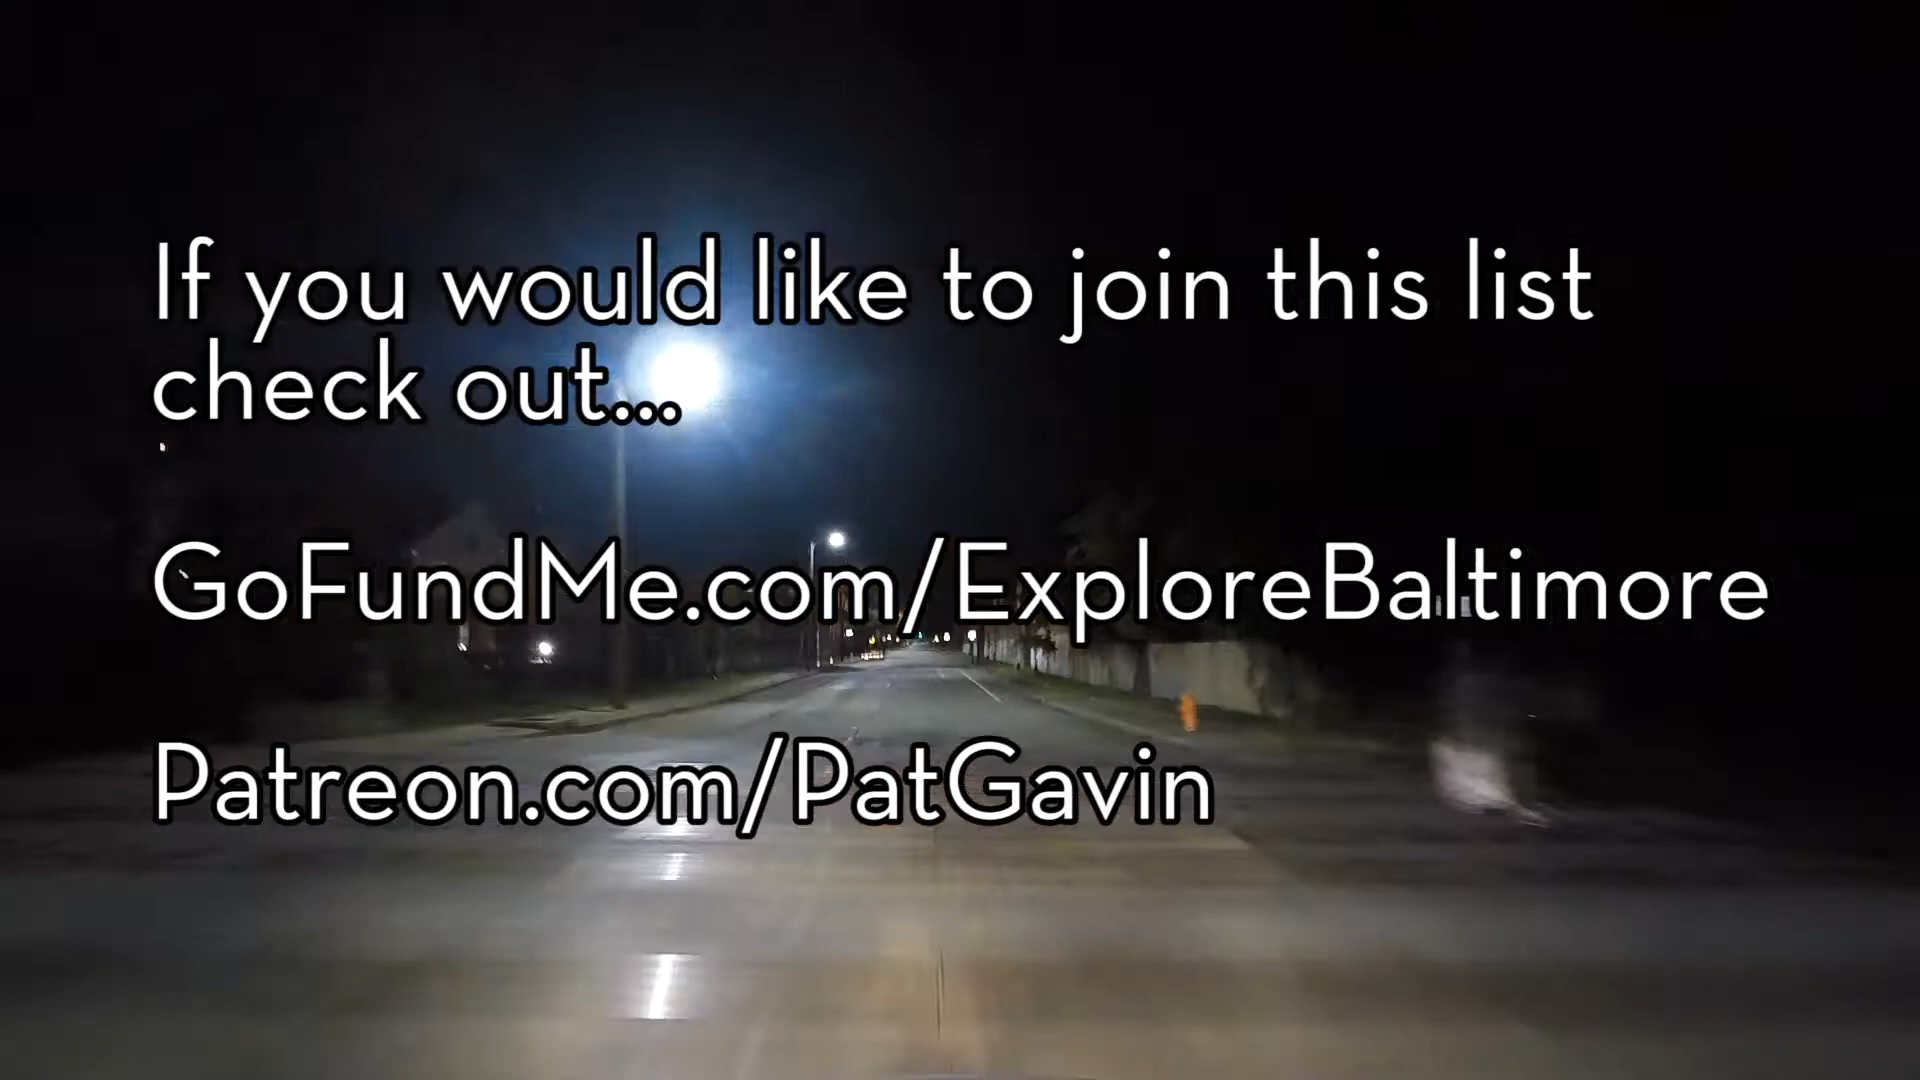 If you would like to join this list
check out...
GoFundMe.com/ExploreBaltimore
Patreon.com/PatGavin